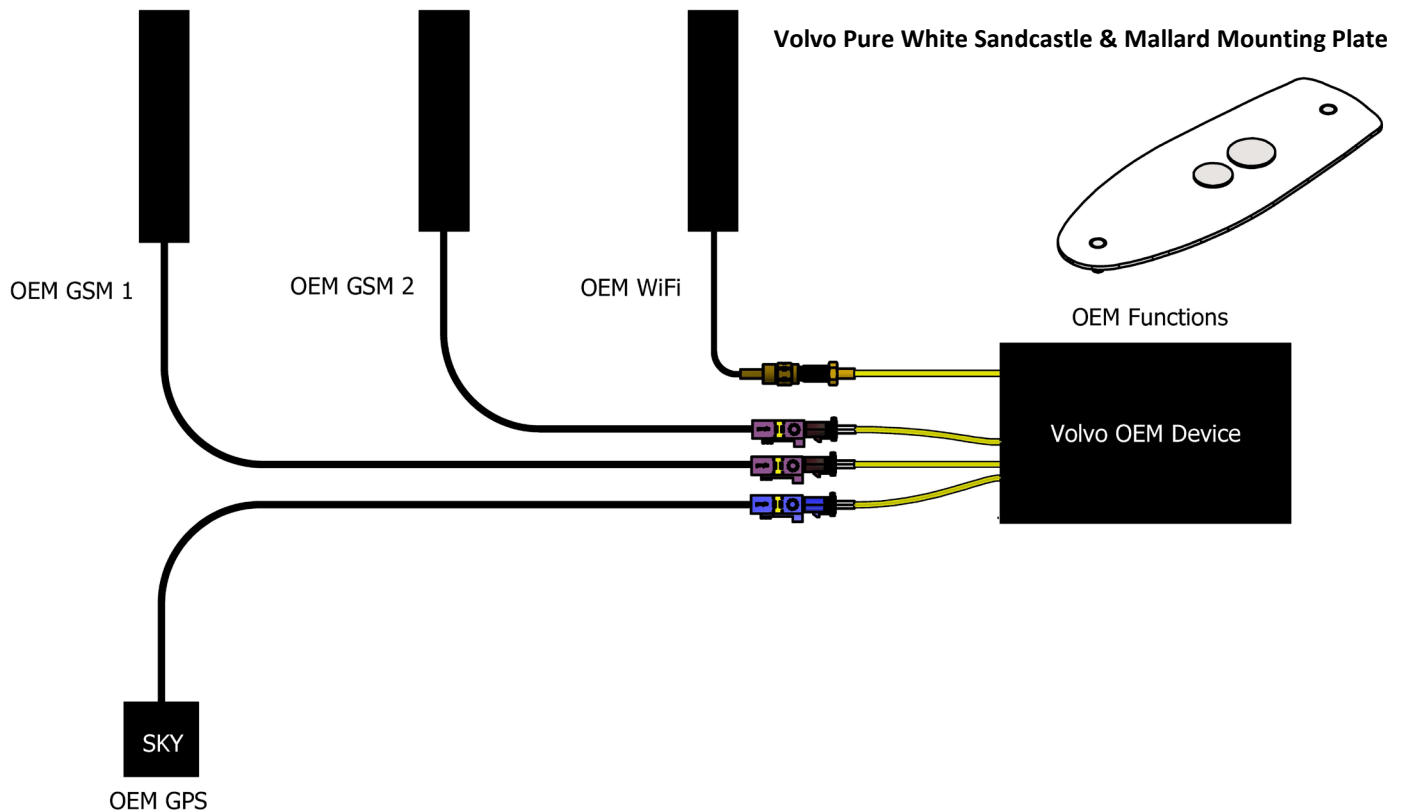 Volvo Pure White Sandcastle & Mallard Mounting Plate
OEM GSM 1
OEM GSM 2
OEM WiFi
OEM Functions
Volvo OEM Device
SKY
OEM GPS